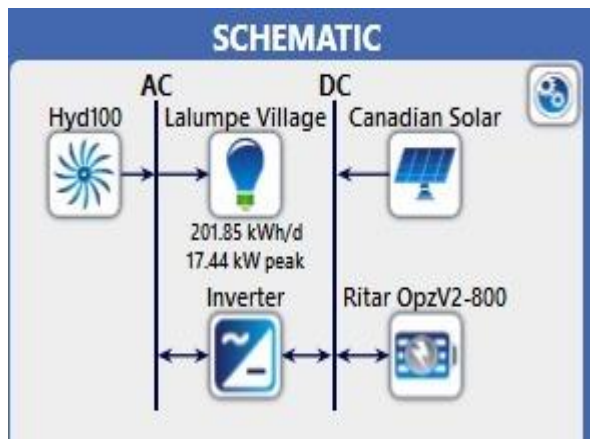 SCHEMATIC
AC
DC
Hyd100
Lalumpe Village
Canadian Solar
201.85 kWh/d
17.44 kW peak
Inverter
Ritar OpzV2-800